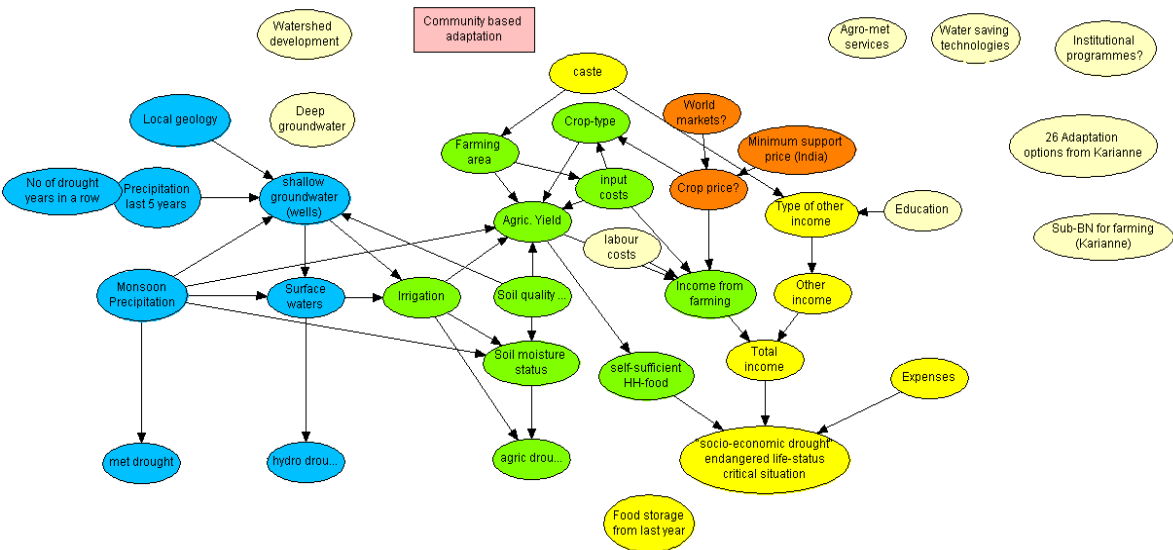 Watershed
development
Community based
adaptation
Agro-met
services
Water saving
technologies
Institutional
programmes?
caste
Local geology
Deep
groundwater
Crop-type
World
markets?
Farming
area
Minimum support
price (India)
26 Adaptation
options from Karianne
No of drought
years in a row
Precipitation
last 5 years
shallow
groundwater
(wells)
input
costs
Crop price?
Type of other
income
Education
Agric. Yield
labour
costs
Sub-BN for farming
(Karianne)
Monsoon
Precipitation
Surface
waters
Irrigation
Soil quality ...
Income from
farming
Other
income
Soil moisture
status
self-sufficient
HH-food
Total
income
Expenses
met drought
hydro drou...
agric drou...
"socio-economic drought"
endangered life-status
critical situation
Food storage
from last year